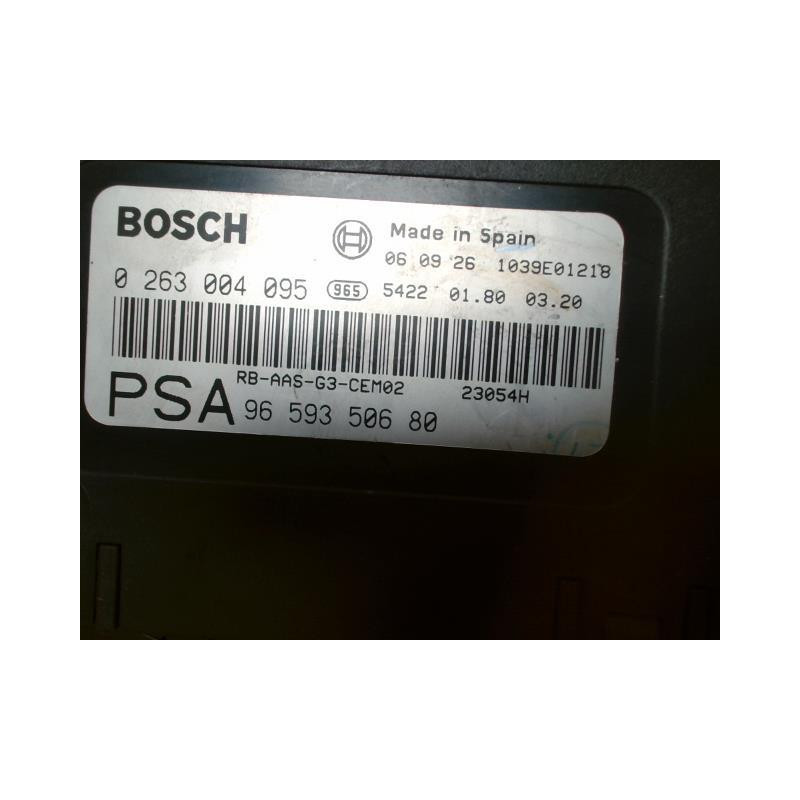 BOSCH
Made in Spain
06 09 26 1039E01218
0 263 004 095 965 5422 01.80 03.20
RB-AAS-G3-CEM02 23054H
PSA 96 593 506 80